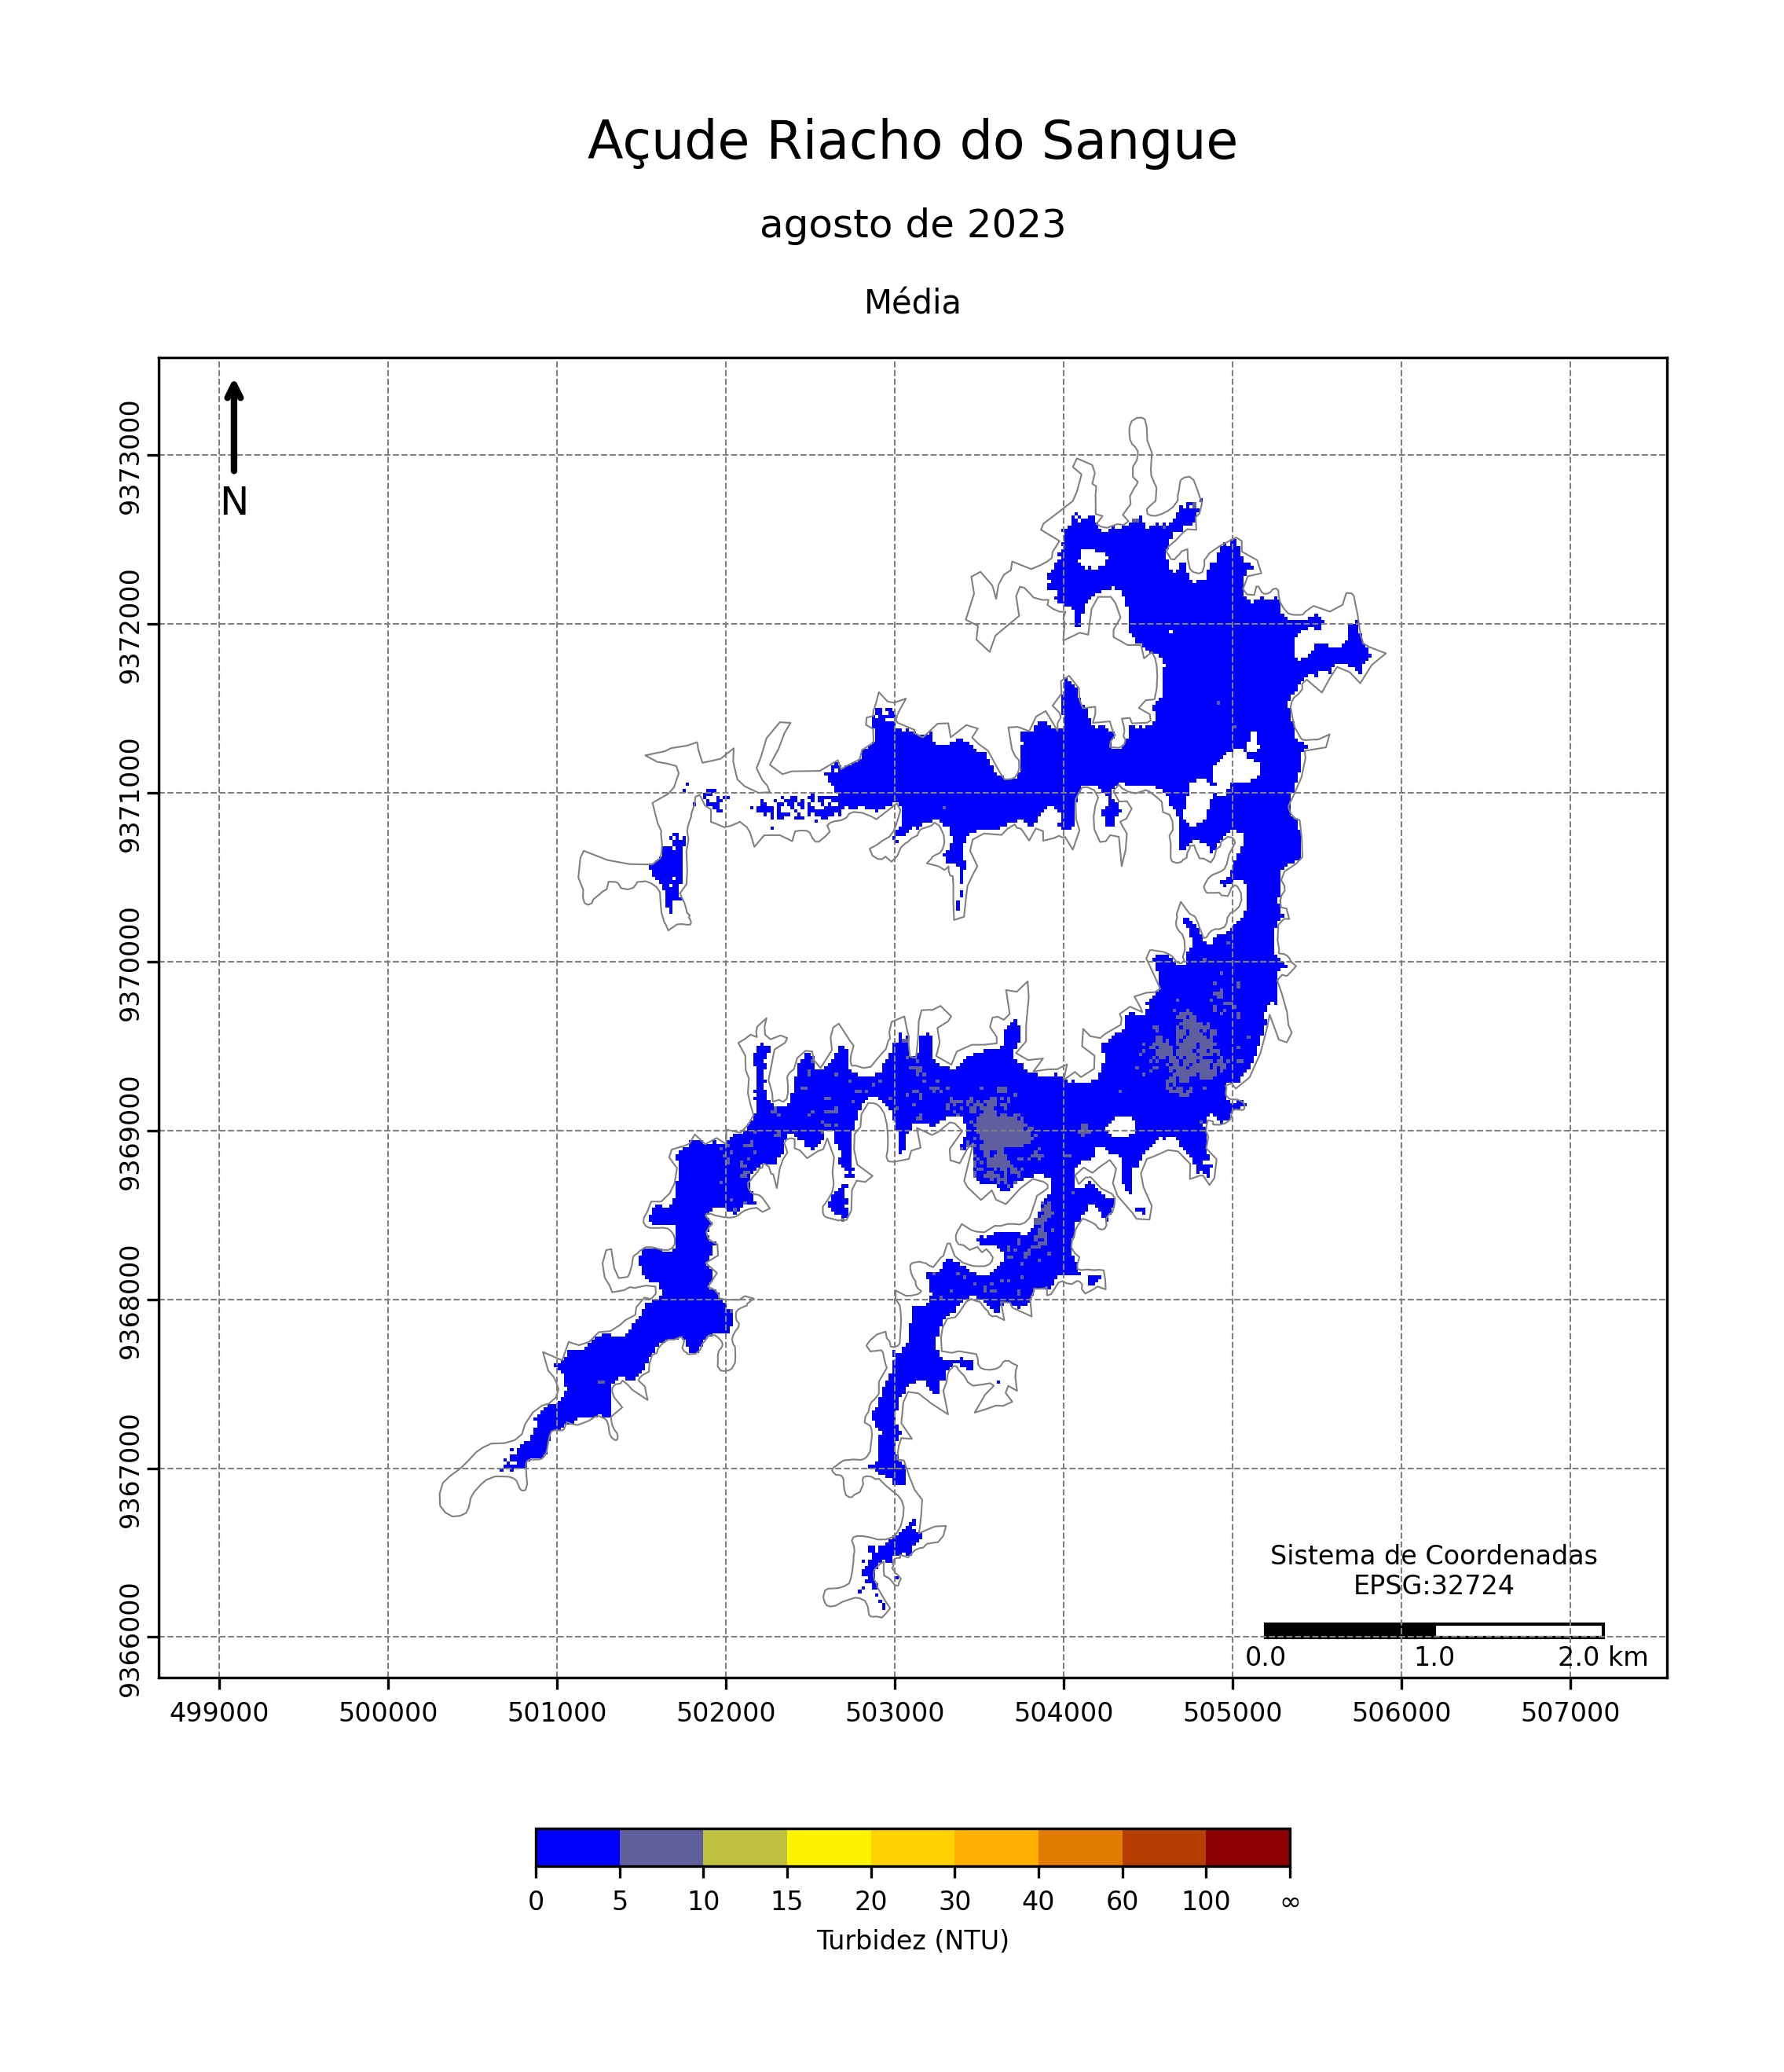 Açude Riacho do Sangue
agosto de 2023
Média
N
9373000
9372000
9371000
9370000
9369000
9368000
9367000
9366000
Sistema de Coordenadas
EPSG:32724
0.0 1.0 2.0 km
499000 500000 501000 502000 503000 504000 505000 506000 507000
0 5 10 15 20 30 40 60 100 ∞
Turbidez (NTU)